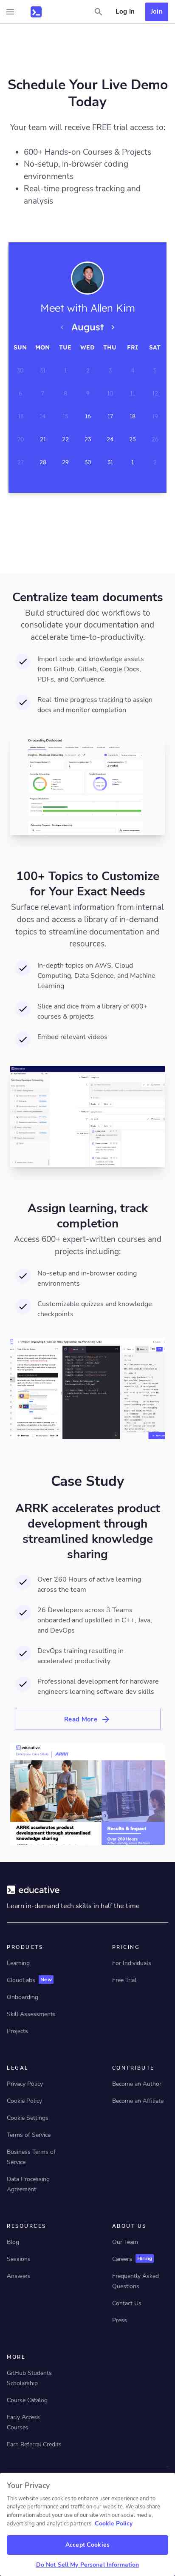 Log In
Join
Schedule Your Live Demo
Today
Your team will receive FREE trial access to:
600+ Hands-on Courses & Projects
No-setup, in-browser coding
environments
Real-time progress tracking and
analysis
Meet with Allen Kim
August
SUN MON TUE WED THU FRI SAT
30 31 1 2 3 4 5
6 7 8 9 10 11 12
13 14 15 16 17 18 19
20 21 22 23 24 25 26
27 28 29 30 31 1 2
Centralize team documents
Build structured doc workflows to
consolidate your documentation and
accelerate time-to-productivity.
Import code and knowledge assets
from Github, Gitlab, Google Docs,
PDFs, and Confluence.
Real-time progress tracking to assign
docs and monitor completion
Onboarding Dashboard
100+ Topics to Customize
for Your Exact Needs
Surface relevant information from internal
docs and access a library of in-demand
topics to streamline documentation and
resources.
In-depth topics on AWS, Cloud
Computing, Data Science, and Machine
Learning
Slice and dice from a library of 600+
courses & projects
Embed relevant videos
Assign learning, track
completion
Access 600+ expert-written courses and
projects including:
No-setup and in-browser coding
environments
Customizable quizzes and knowledge
checkpoints
Case Study
ARRK accelerates product
development through
streamlined knowledge
sharing
Over 260 Hours of active learning
across the team
26 Developers across 3 Teams
onboarded and upskilled in C++, Java,
and DevOps
DevOps training resulting in
accelerated productivity
Professional development for hardware
engineers learning software dev skills
Read More
educative
ARRK
ARRK accelerates product
development through streamlined
knowledge sharing
Results & Impact
Over 260 Hours
educative
Learn in-demand tech skills in half the time
PRODUCTS
Learning
CloudLabs New
Onboarding
Skill Assessments
Projects
PRICING
For Individuals
Free Trial
LEGAL
Privacy Policy
Cookie Policy
Cookie Settings
Terms of Service
Business Terms of
Service
Data Processing
Agreement
CONTRIBUTE
Become an Author
Become an Affiliate
RESOURCES
Blog
Sessions
Answers
ABOUT US
Our Team
Careers Hiring
Frequently Asked
Questions
Contact Us
Press
MORE
GitHub Students
Scholarship
Course Catalog
Early Access
Courses
Earn Referral Credits
Your Privacy
This website uses cookies to enhance user experience and to
analyze performance and traffic on our website. We also share
information about your use of our site with our social media,
advertising and analytics partners. Cookie Policy
Accept Cookies
Do Not Sell My Personal Information